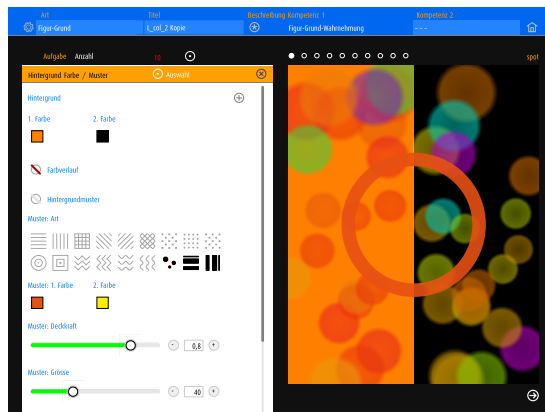 Art Titel Beschreibung Kompetenz 1 Kompetenz 2
Figur-Grund L_col_2 Kopie Figur-Grund-Wahrnehmung ---
Aufgabe Anzahl 10 spot
Hintergrund Farbe / Muster Auswahl
Hintergrund
1. Farbe 2. Farbe
Farbverlauf
Hintergrundmuster
Muster: Art
Muster: 1. Farbe 2. Farbe
Muster: Deckkraft
- 0,8 +
Muster: Grösse
- 40 +